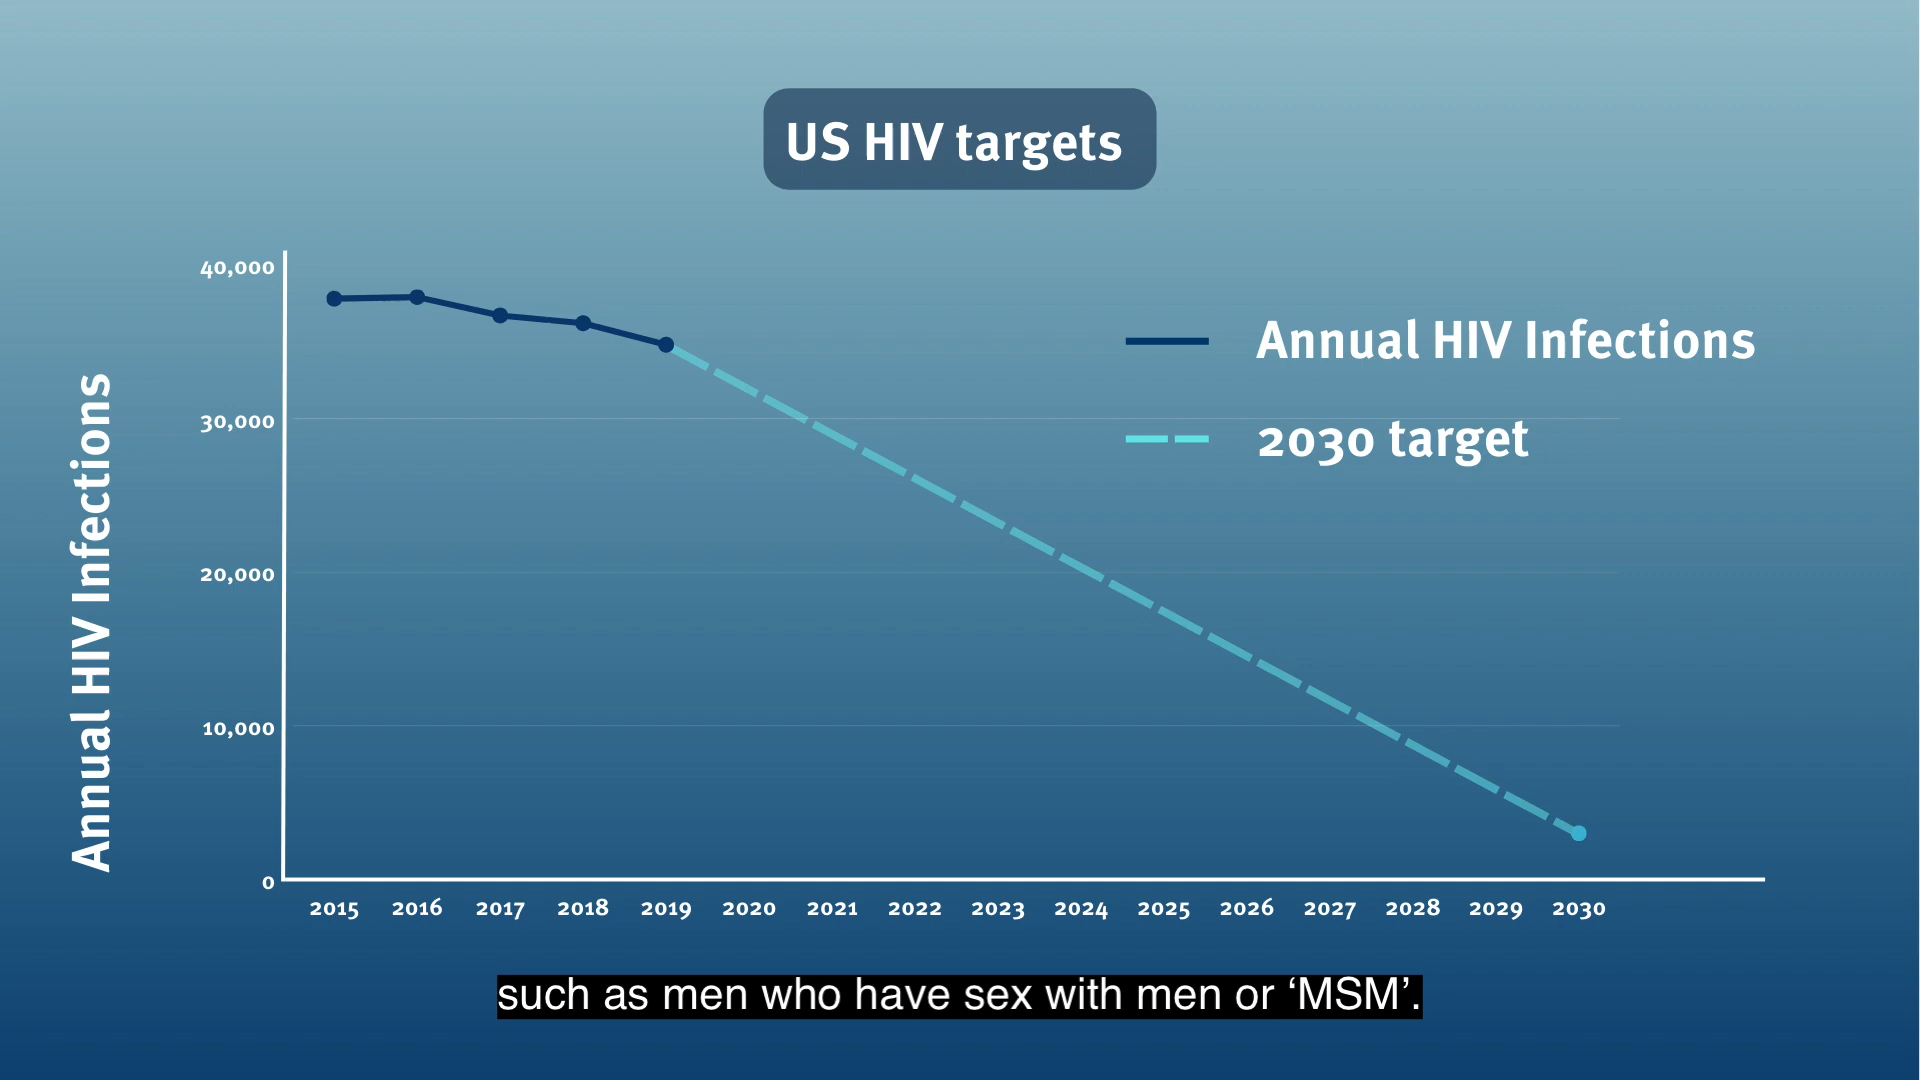 US HIV targets
40,000
30,000
20,000
10,000
0
Annual HIV Infections
Annual HIV Infections
2030 target
2015 2016 2017 2018 2019 2020 2021 2022 2023 2024 2025 2026 2027 2028 2029 2030
such as men who have sex with men or ‘MSM’.